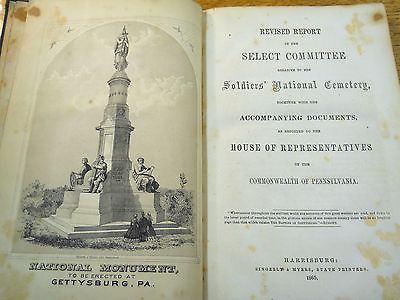 NATIONAL MONUMENT,
TO BE ERECTED AT
GETTYSBURG, PA.
REVISED REPORT
OF THE
SELECT COMMITTEE
RELATIVE TO THE
Soldiers' National Cemetery,
TOGETHER WITH THE
ACCOMPANYING DOCUMENTS,
AS REPORTED TO THE
HOUSE OF REPRESENTATIVES
OF THE
COMMONWEALTH OF PENNSYLVANIA.
HARRISBURG:
SINGERLY & MYERS, STATE PRINTERS.
1865.